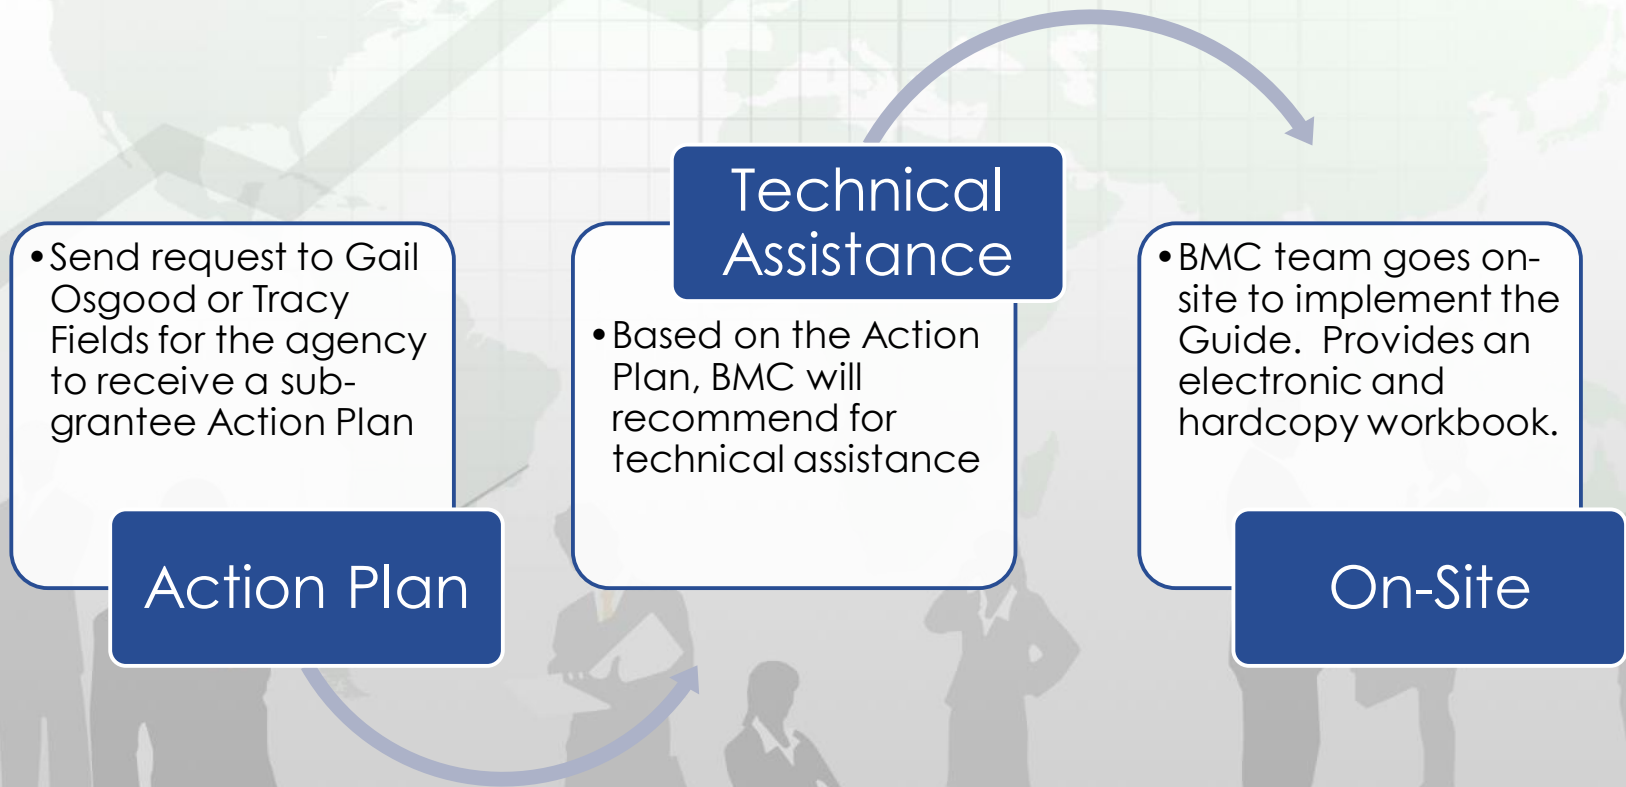 •Send request to Gail
Osgood or Tracy
Fields for the agency
to receive a sub-
grantee Action Plan
Action Plan
Technical
Assistance
•Based on the Action
Plan, BMC will
recommend for
technical assistance
•BMC team goes on-
site to implement the
Guide.  Provides an
electronic and
hardcopy workbook.
On-Site